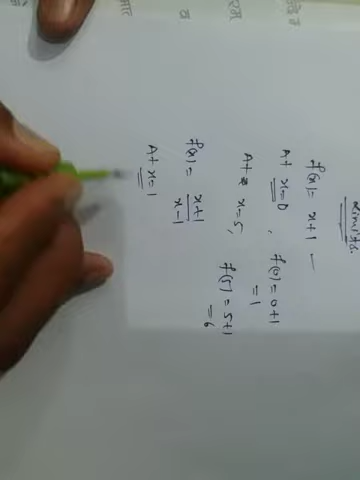 Limits.
f(x) = x+1 —
At x=0, f(0) = 0+1
= 1
At x=5, f(5) = 5+1
= 6
f(x) = x+1
x-1
At x=1